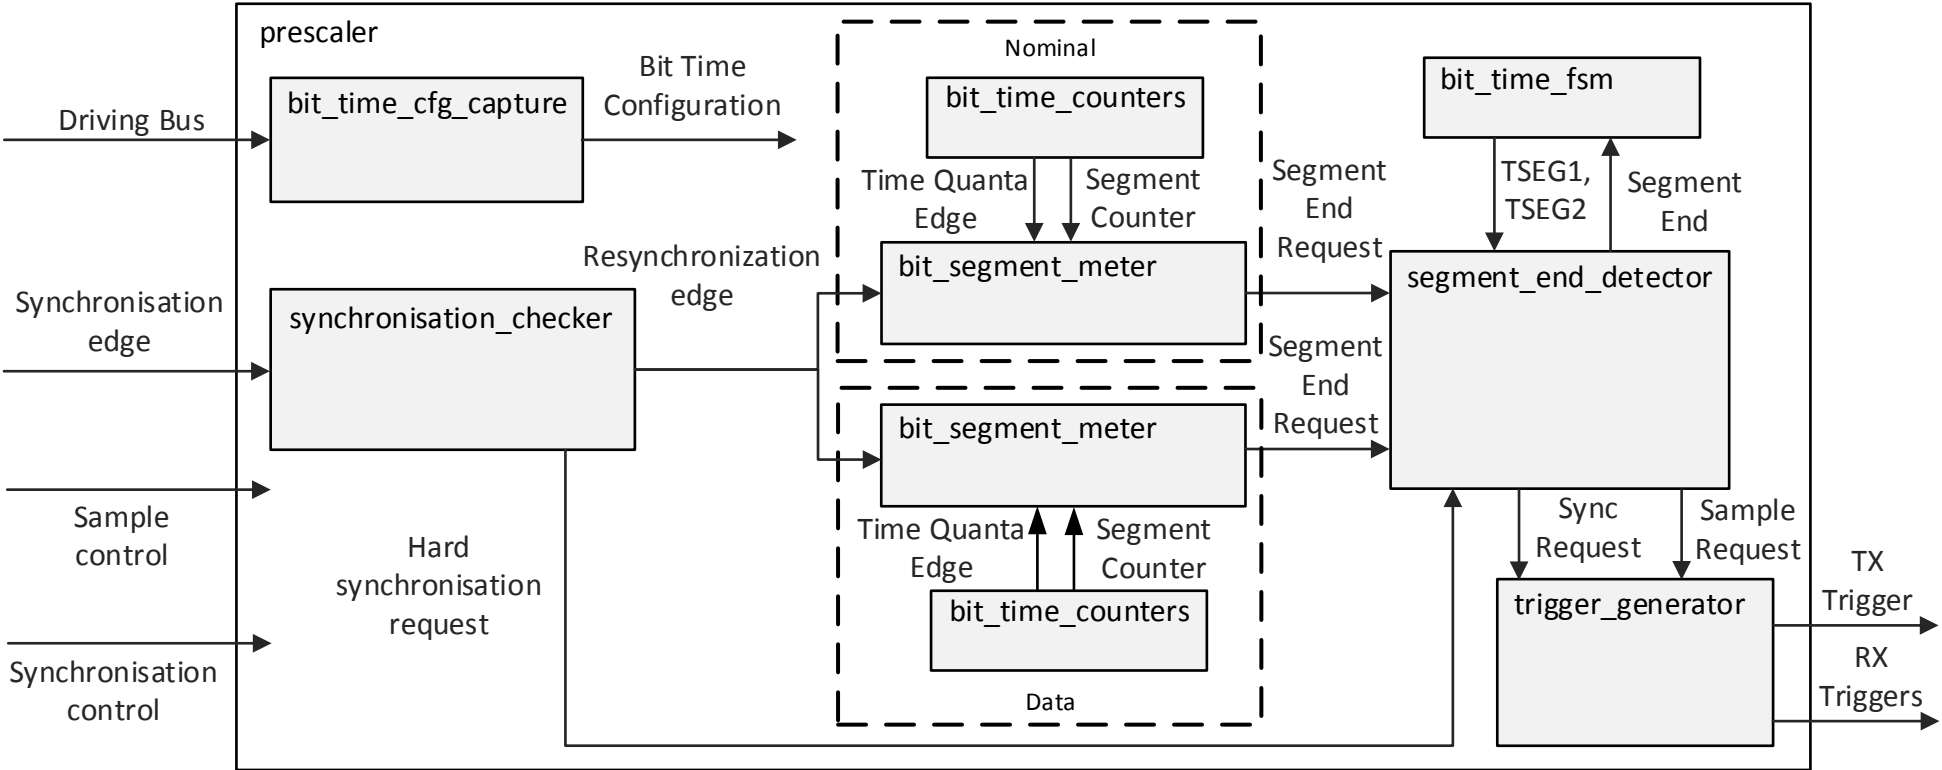 prescaler
Driving Bus
bit_time_cfg_capture
Bit Time
Configuration
Synchronisation
edge
synchronisation_checker
Resynchronization
edge
Sample
control
Synchronisation
control
Hard
synchronisation
request
Nominal
bit_time_counters
Time Quanta
Edge
Segment
Counter
bit_segment_meter
Segment
End
Request
bit_segment_meter
Segment
End
Request
Time Quanta
Edge
Segment
Counter
bit_time_counters
Data
bit_time_fsm
TSEG1,
TSEG2
Segment
End
segment_end_detector
Sync
Request
Sample
Request
trigger_generator
TX
Trigger
RX
Triggers